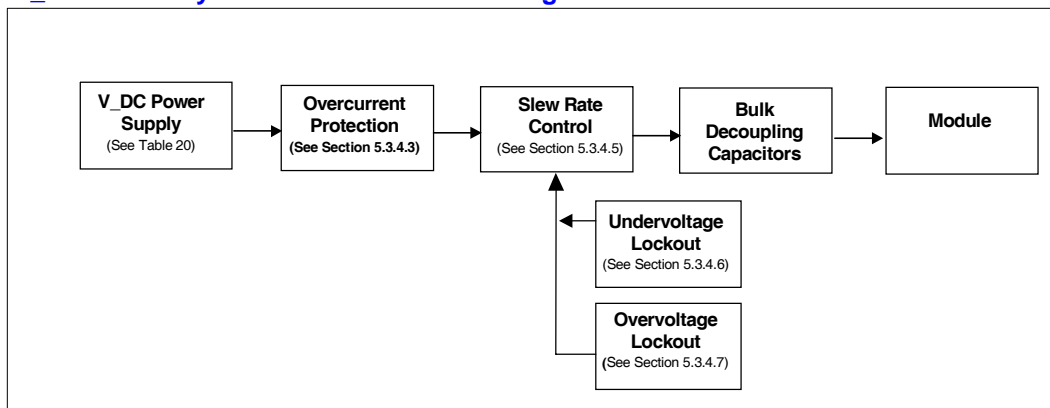 V_DC Power
Supply
(See Table 20)
Overcurrent
Protection
(See Section 5.3.4.3)
Slew Rate
Control
(See Section 5.3.4.5)
Bulk
Decoupling
Capacitors
Module
Undervoltage
Lockout
(See Section 5.3.4.6)
Overvoltage
Lockout
(See Section 5.3.4.7)